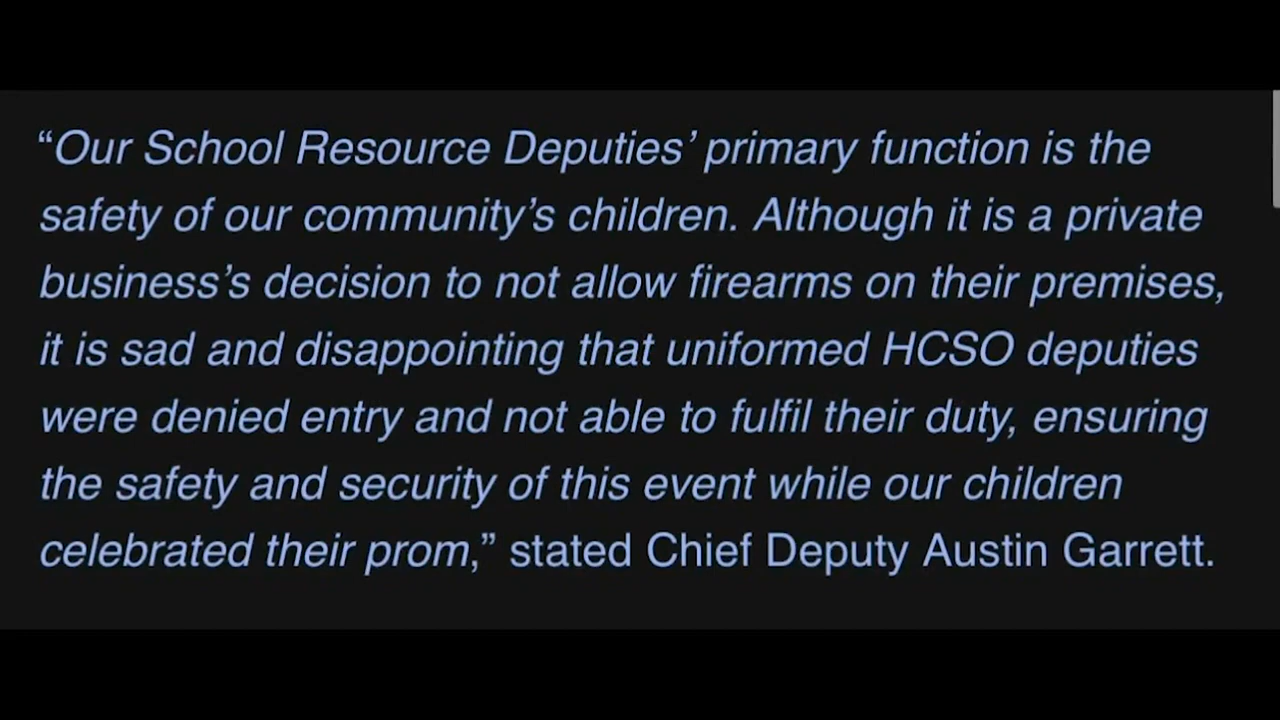 “Our School Resource Deputies’ primary function is the
safety of our community’s children. Although it is a private
business’s decision to not allow firearms on their premises,
it is sad and disappointing that uniformed HCSO deputies
were denied entry and not able to fulfil their duty, ensuring
the safety and security of this event while our children
celebrated their prom,” stated Chief Deputy Austin Garrett.